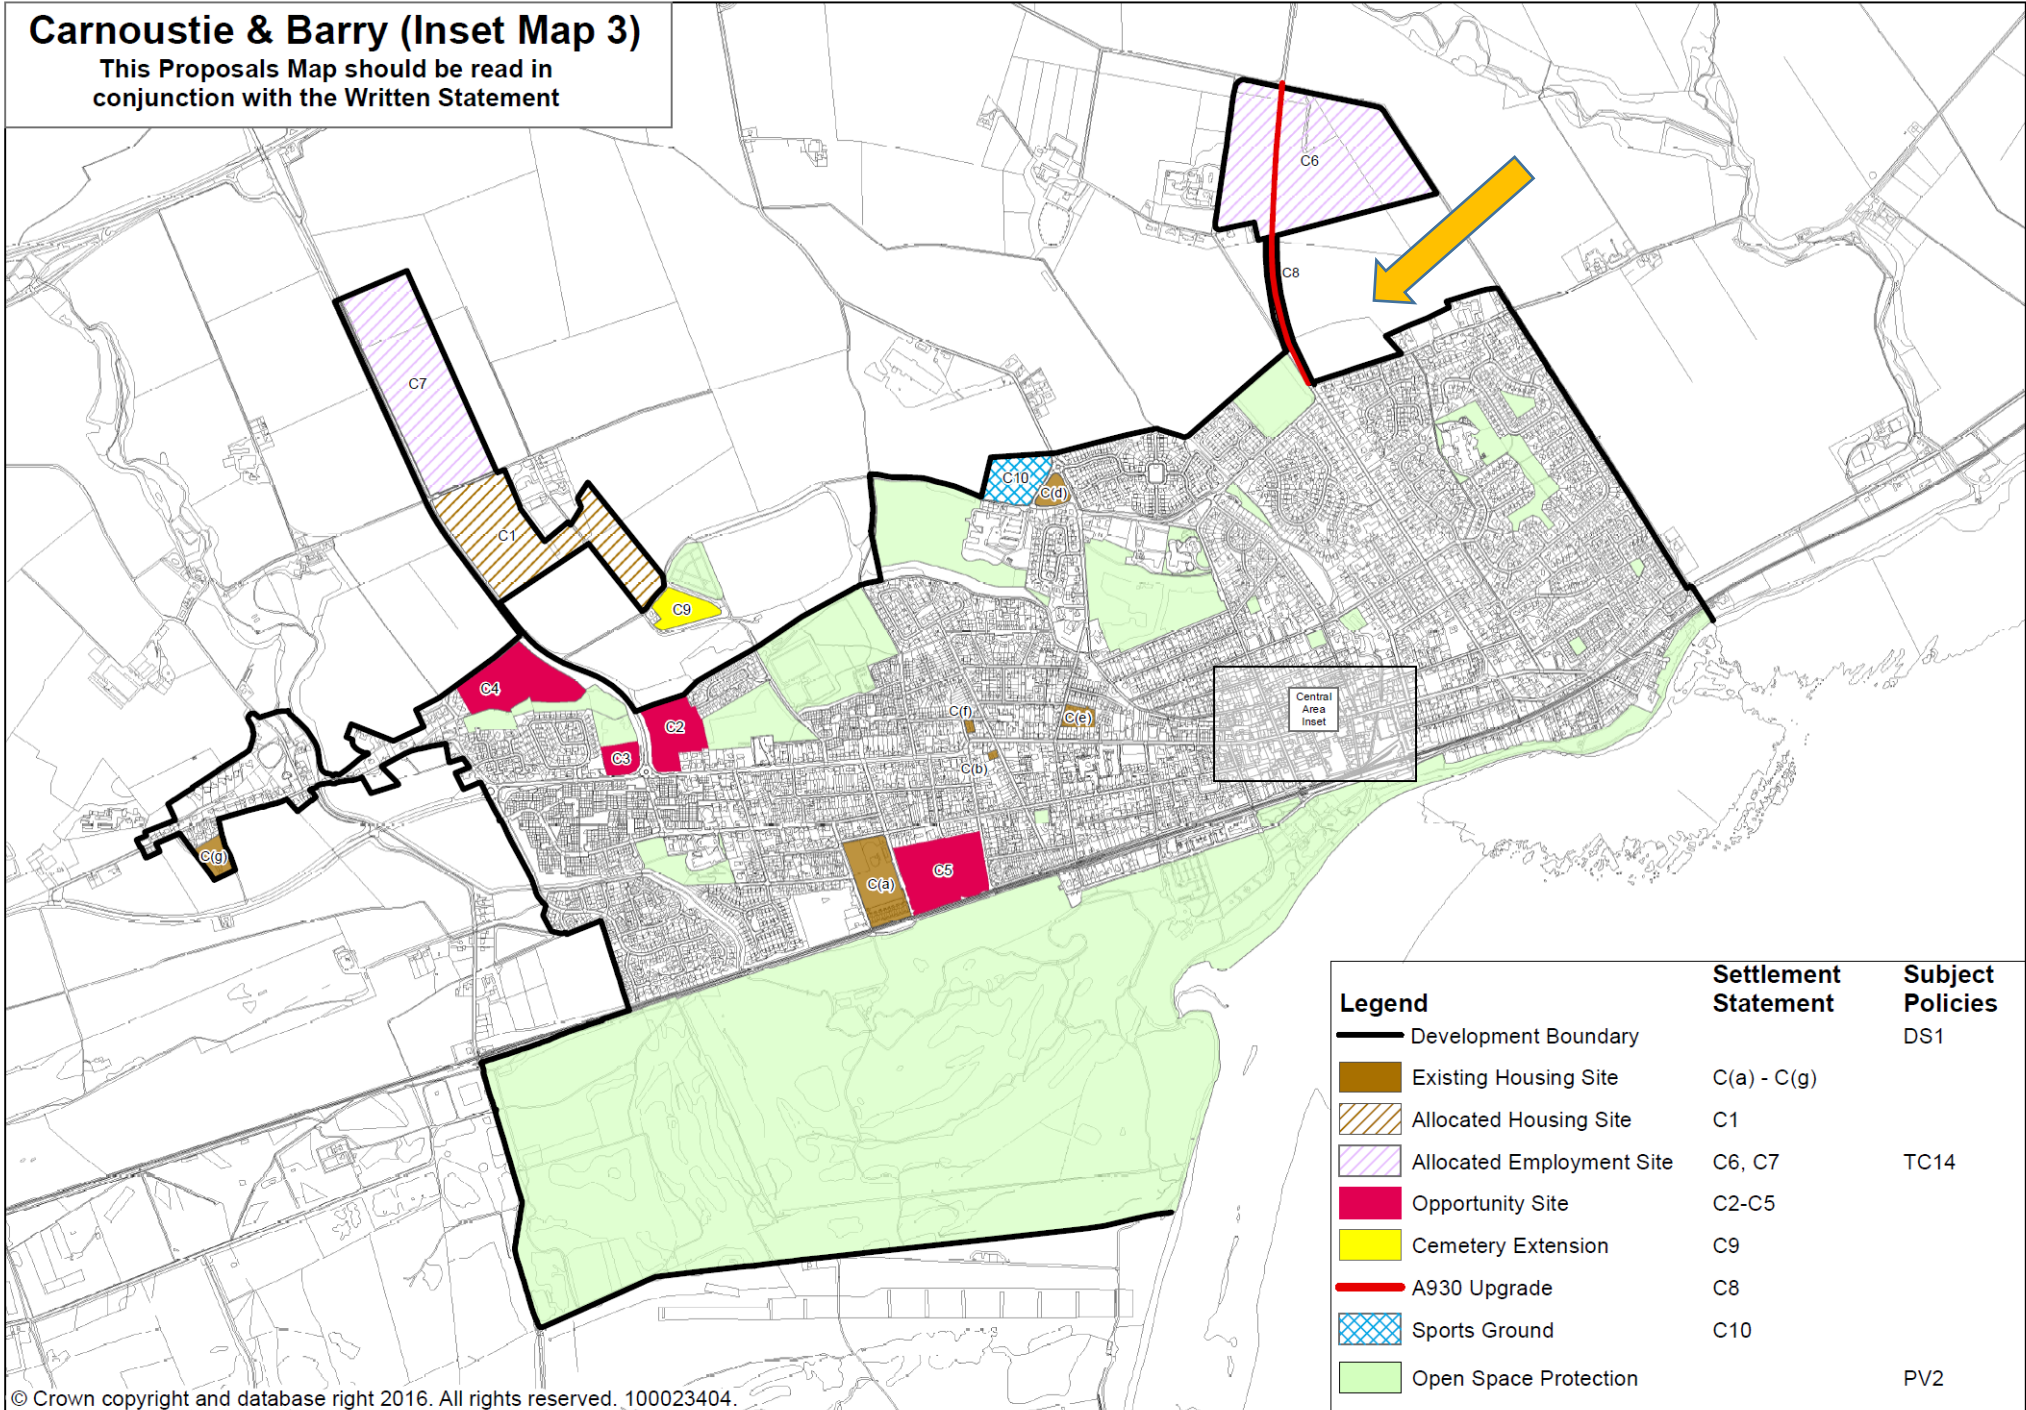 Carnoustie & Barry (Inset Map 3)
This Proposals Map should be read in
conjunction with the Written Statement
C6
C8
C7
C10
C(d)
C1
C9
C4
C2
C3
C(f)
C(e)
C(b)
Central
Area
Inset
C(g)
C(a)
C5
Legend
Settlement
Statement
Subject
Policies
Development Boundary DS1
Existing Housing Site C(a) - C(g)
Allocated Housing Site C1
Allocated Employment Site C6, C7 TC14
Opportunity Site C2-C5
Cemetery Extension C9
A930 Upgrade C8
Sports Ground C10
Open Space Protection PV2
© Crown copyright and database right 2016. All rights reserved. 100023404.